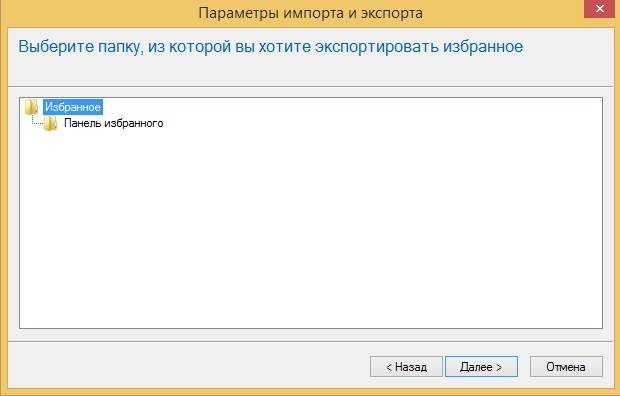 Параметры импорта и экспорта
Выберите папку, из которой вы хотите экспортировать избранное
Избранное
Панель избранного
< Назад
Далее >
Отмена